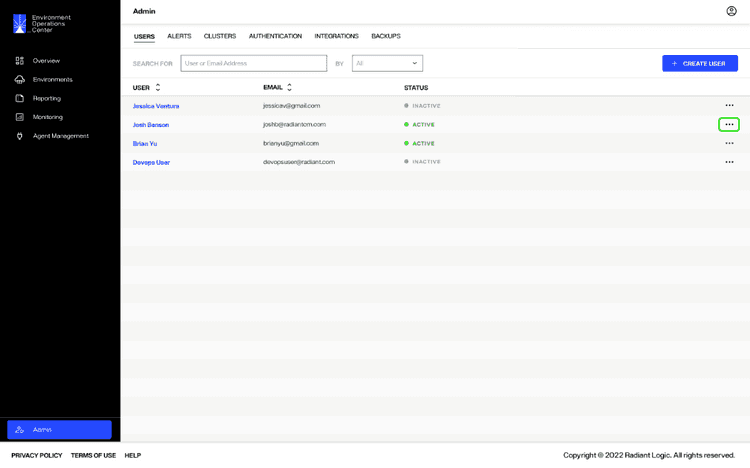 Environment
Operations
Center
Admin
USERS ALERTS CLUSTERS AUTHENTICATION INTEGRATIONS BACKUPS
SEARCH FOR User or Email Address BY All + CREATE USER
USER EMAIL STATUS
Jessica Ventura jessicav@gmail.com INACTIVE
Josh Benson joshb@radiantcom.com ACTIVE
Brian Yu brianyu@gmail.com ACTIVE
Devops User devopsuser@radiant.com INACTIVE
Overview
Environments
Reporting
Monitoring
Agent Management
Admin
PRIVACY POLICY TERMS OF USE HELP
Copyright © 2022 Radiant Logic. All rights reserved.